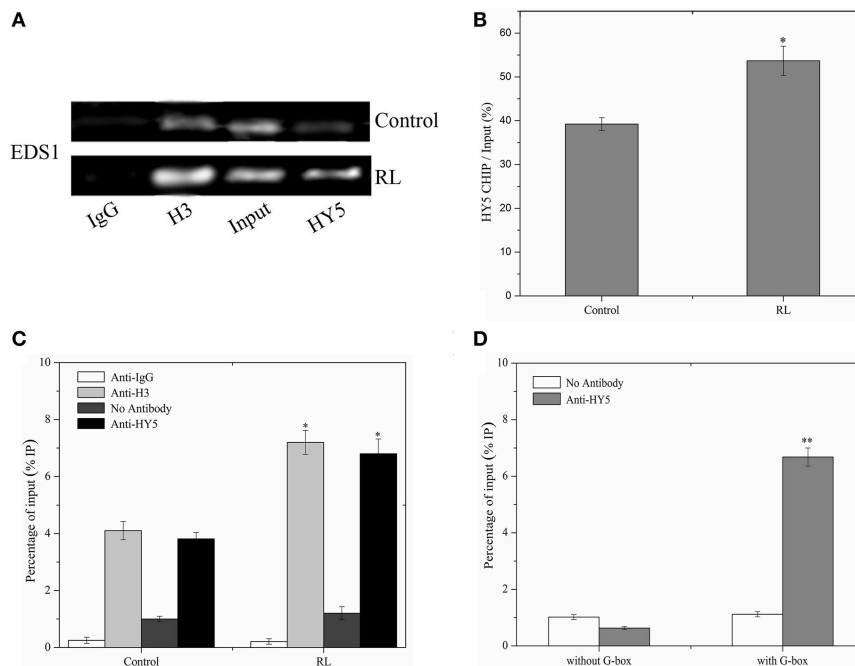 A
EDS1
Control
RL
IgG
H3
Input
HY5
B
HY5 CHIP / Input (%)
60
50
40
30
20
10
0
*
Control
RL
C
Percentage of input (% IP)
10
8
6
4
2
0
Anti-IgG
Anti-H3
No Antibody
Anti-HY5
*
*
Control
RL
D
Percentage of input (% IP)
10
8
6
4
2
0
No Antibody
Anti-HY5
**
without G-box
with G-box